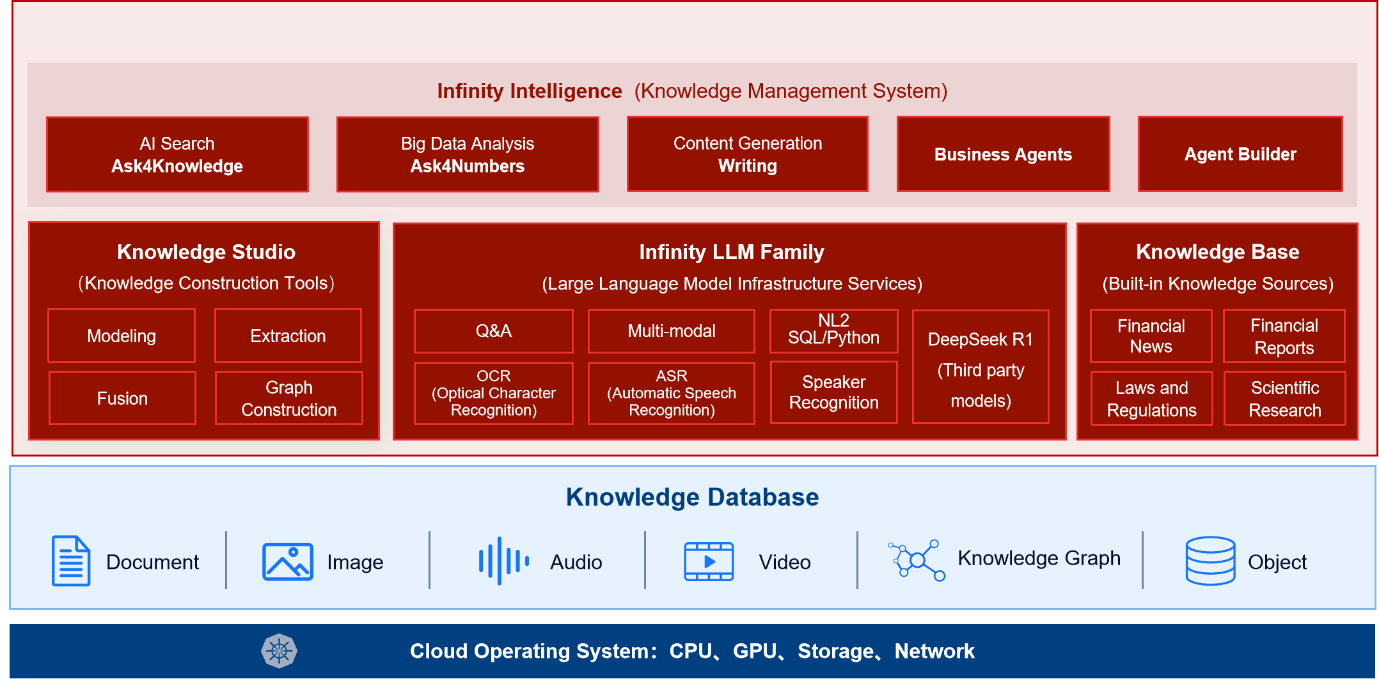 Infinity Intelligence (Knowledge Management System)
AI Search
Ask4Knowledge
Big Data Analysis
Ask4Numbers
Content Generation
Writing
Business Agents
Agent Builder
Knowledge Studio
（Knowledge Construction Tools）
Modeling
Extraction
Fusion
Graph
Construction
Infinity LLM Family
(Large Language Model Infrastructure Services)
Q&A
Multi-modal
NL2
SQL/Python
OCR
(Optical Character
Recognition)
ASR
(Automatic Speech
Recognition)
Speaker
Recognition
DeepSeek R1
(Third party
models)
Knowledge Base
(Built-in Knowledge Sources)
Financial
News
Financial
Reports
Laws and
Regulations
Scientific
Research
Knowledge Database
Document
Image
Audio
Video
Knowledge Graph
Object
Cloud Operating System：CPU、GPU、Storage、Network